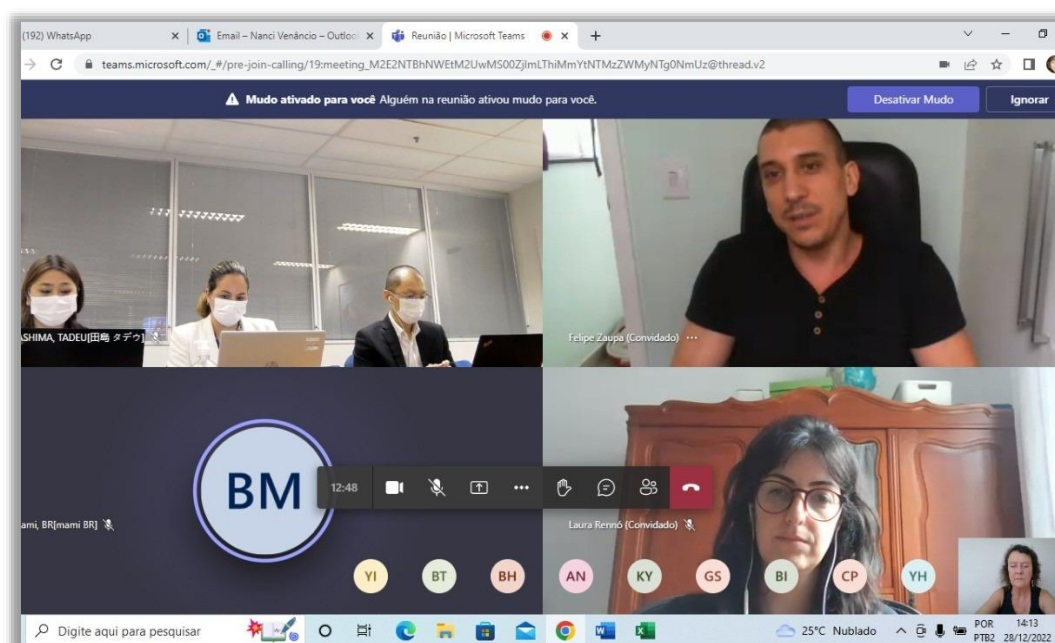 (192) WhatsApp
Email – Nanci Venâncio – Outloo
Reunião | Microsoft Teams
teams.microsoft.com/_#/pre-join-calling/19:meeting_M2E2NTBhNWEtM2UwMS00ZjlmLThiMmYtNTMzZWMyNTg0NmUz@thread.v2
Mudo ativado para você Alguém na reunião ativou mudo para você.
Desativar Mudo
Ignorar
SHIMA, TADEU[田島 タデウ]
Felipe Zaupa (Convidado)
BM
12:48
ami, BR[mami BR]
Laura Rennó (Convidado)
YI BT BH AN KY GS BI CP YH
Digite aqui para pesquisar
25°C Nublado
POR
PTB2
14:13
28/12/2022